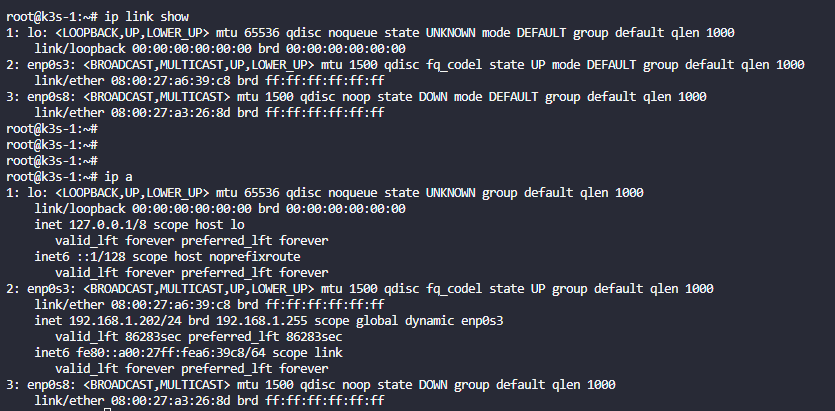 root@k3s-1:~# ip link show
1: lo: <LOOPBACK,UP,LOWER_UP> mtu 65536 qdisc noqueue state UNKNOWN mode DEFAULT group default qlen 1000
    link/loopback 00:00:00:00:00:00 brd 00:00:00:00:00:00
2: enp0s3: <BROADCAST,MULTICAST,UP,LOWER_UP> mtu 1500 qdisc fq_codel state UP mode DEFAULT group default qlen 1000
    link/ether 08:00:27:a6:39:c8 brd ff:ff:ff:ff:ff:ff
3: enp0s8: <BROADCAST,MULTICAST> mtu 1500 qdisc noop state DOWN mode DEFAULT group default qlen 1000
    link/ether 08:00:27:a3:26:8d brd ff:ff:ff:ff:ff:ff
root@k3s-1:~#
root@k3s-1:~#
root@k3s-1:~#
root@k3s-1:~# ip a
1: lo: <LOOPBACK,UP,LOWER_UP> mtu 65536 qdisc noqueue state UNKNOWN group default qlen 1000
    link/loopback 00:00:00:00:00:00 brd 00:00:00:00:00:00
    inet 127.0.0.1/8 scope host lo
       valid_lft forever preferred_lft forever
    inet6 ::1/128 scope host noprefixroute
       valid_lft forever preferred_lft forever
2: enp0s3: <BROADCAST,MULTICAST,UP,LOWER_UP> mtu 1500 qdisc fq_codel state UP group default qlen 1000
    link/ether 08:00:27:a6:39:c8 brd ff:ff:ff:ff:ff:ff
    inet 192.168.1.202/24 brd 192.168.1.255 scope global dynamic enp0s3
       valid_lft 86283sec preferred_lft 86283sec
    inet6 fe80::a00:27ff:fea6:39c8/64 scope link
       valid_lft forever preferred_lft forever
3: enp0s8: <BROADCAST,MULTICAST> mtu 1500 qdisc noop state DOWN group default qlen 1000
    link/ether 08:00:27:a3:26:8d brd ff:ff:ff:ff:ff:ff